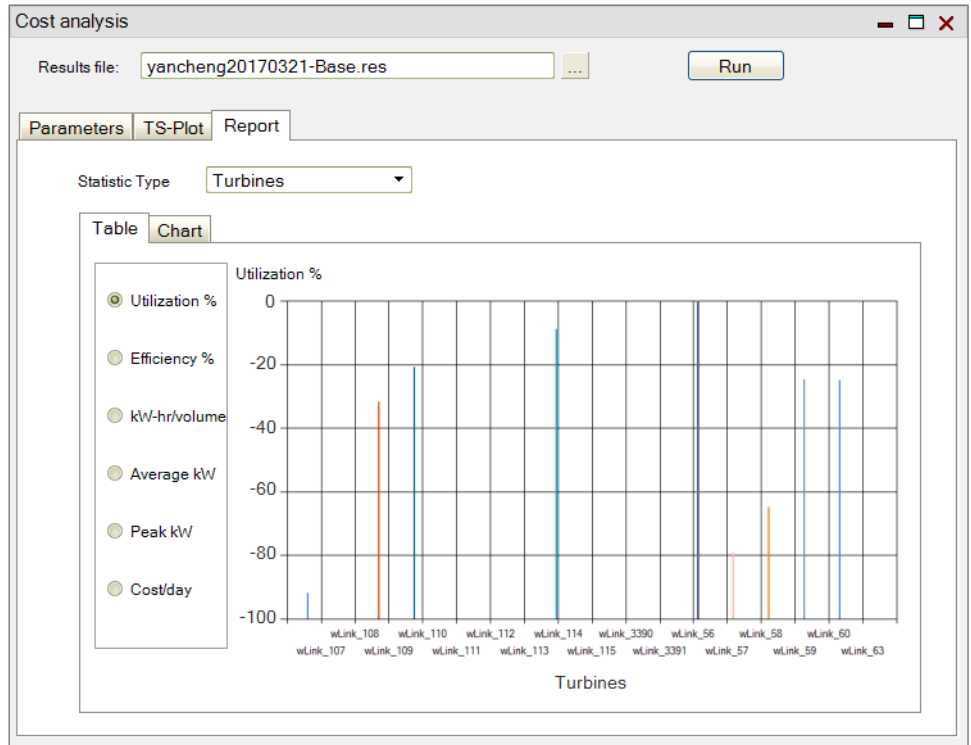 Cost analysis
Results file: yancheng20170321-Base.res ... Run
Parameters TS-Plot Report
Statistic Type Turbines
Table Chart
Utilization %
Efficiency %
kW-hr/volume
Average kW
Peak kW
Cost/day
Utilization %
0
-20
-40
-60
-80
-100
wLink_108 wLink_110 wLink_112 wLink_114 wLink_3390 wLink_56 wLink_58 wLink_60
wLink_107 wLink_109 wLink_111 wLink_113 wLink_115 wLink_3391 wLink_57 wLink_59 wLink_63
Turbines